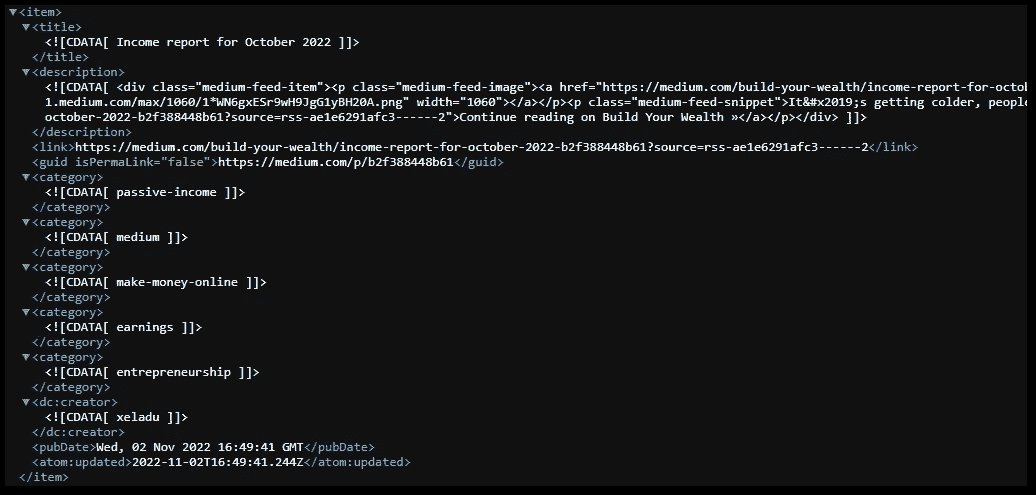 ▼<item>
▼<title>
<![CDATA[ Income report for October 2022 ]]>
</title>
▼<description>
<![CDATA[ <div class="medium-feed-item"><p class="medium-feed-image"><a href="https://medium.com/build-your-wealth/income-report-for-octo
1.medium.com/max/1060/1*WN6gxESr9wH9JgG1yBH20A.png" width="1060"></a></p><p class="medium-feed-snippet">It&#x2019;s getting colder, peopl
october-2022-b2f388448b61?source=rss-ae1e6291afc3------2">Continue reading on Build Your Wealth »</a></p></div> ]]>
</description>
<link>https://medium.com/build-your-wealth/income-report-for-october-2022-b2f388448b61?source=rss-ae1e6291afc3------2</link>
<guid isPermaLink="false">https://medium.com/p/b2f388448b61</guid>
▼<category>
<![CDATA[ passive-income ]]>
</category>
▼<category>
<![CDATA[ medium ]]>
</category>
▼<category>
<![CDATA[ make-money-online ]]>
</category>
▼<category>
<![CDATA[ earnings ]]>
</category>
▼<category>
<![CDATA[ entrepreneurship ]]>
</category>
▼<dc:creator>
<![CDATA[ xeladu ]]>
</dc:creator>
<pubDate>Wed, 02 Nov 2022 16:49:41 GMT</pubDate>
<atom:updated>2022-11-02T16:49:41.244Z</atom:updated>
</item>